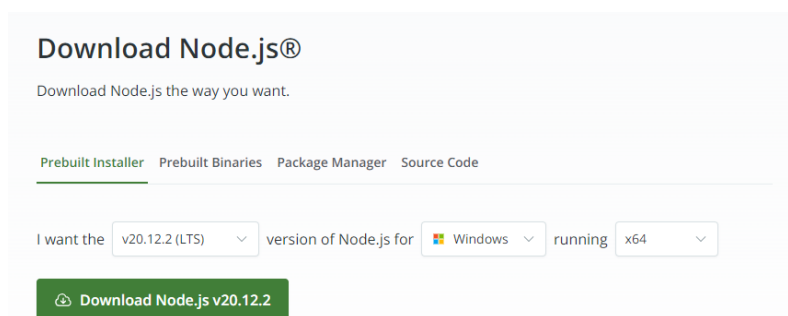 Download Node.js®
Download Node.js the way you want.
Prebuilt Installer Prebuilt Binaries Package Manager Source Code
I want the v20.12.2 (LTS) version of Node.js for Windows running x64
Download Node.js v20.12.2